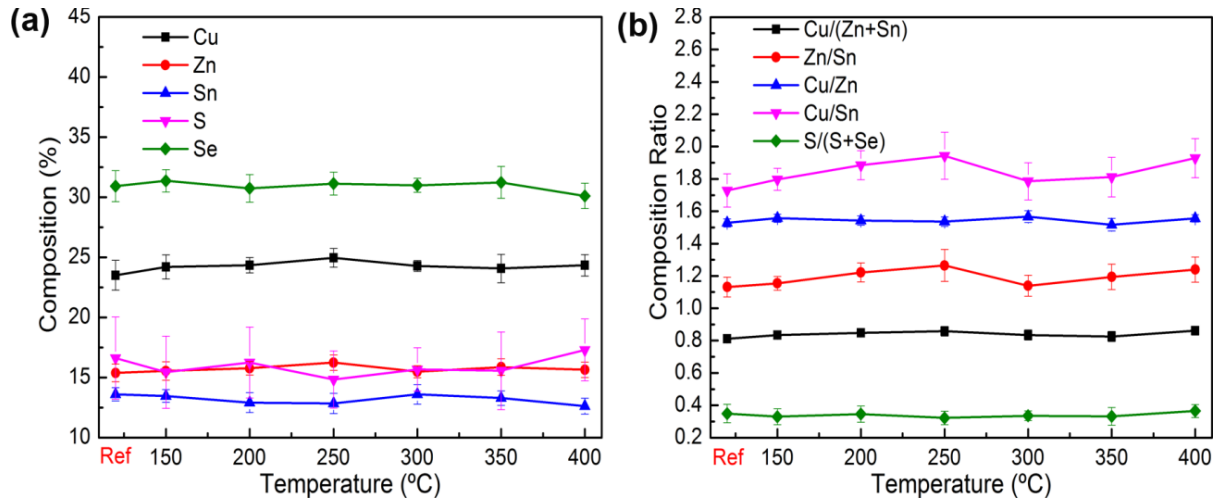 (a)
Composition (%)
45
40
35
30
25
20
15
10
Cu
Zn
Sn
S
Se
Ref 150 200 250 300 350 400
Temperature (ºC)
(b)
Composition Ratio
2.8
2.6
2.4
2.2
2.0
1.8
1.6
1.4
1.2
1.0
0.8
0.6
0.4
0.2
Cu/(Zn+Sn)
Zn/Sn
Cu/Zn
Cu/Sn
S/(S+Se)
Ref 150 200 250 300 350 400
Temperature (ºC)